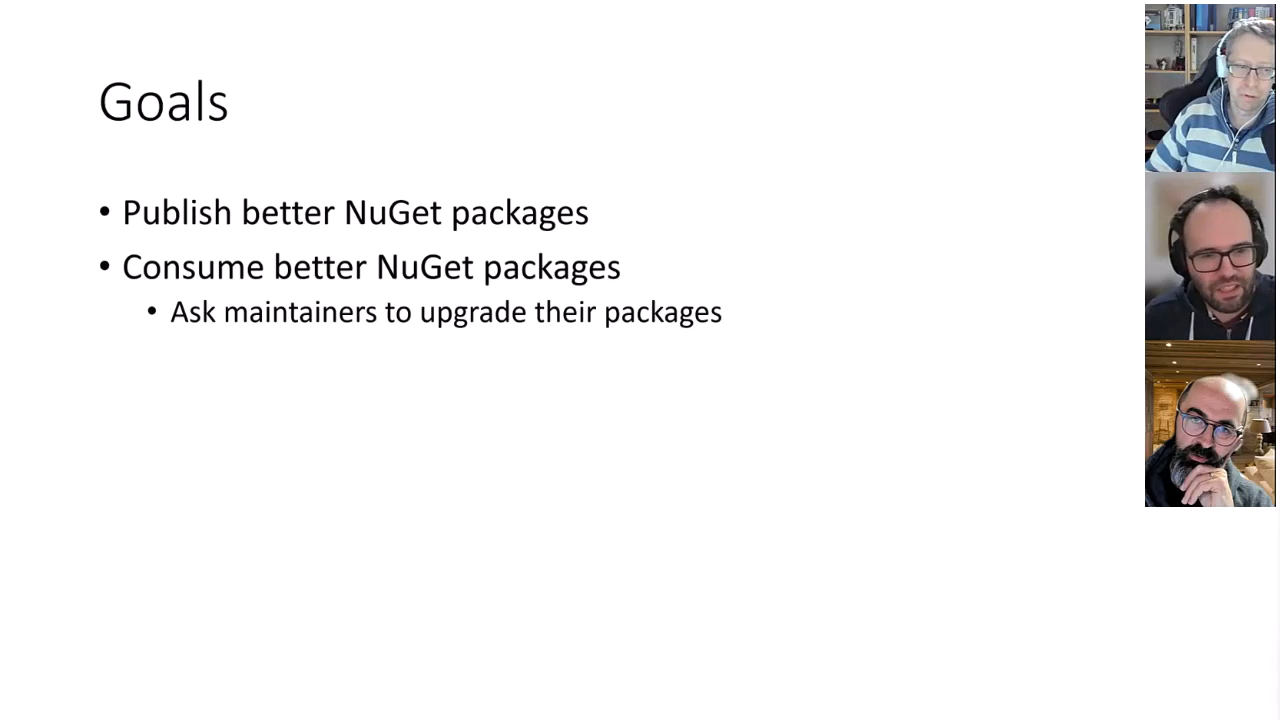 Goals
• Publish better NuGet packages
• Consume better NuGet packages
• Ask maintainers to upgrade their packages